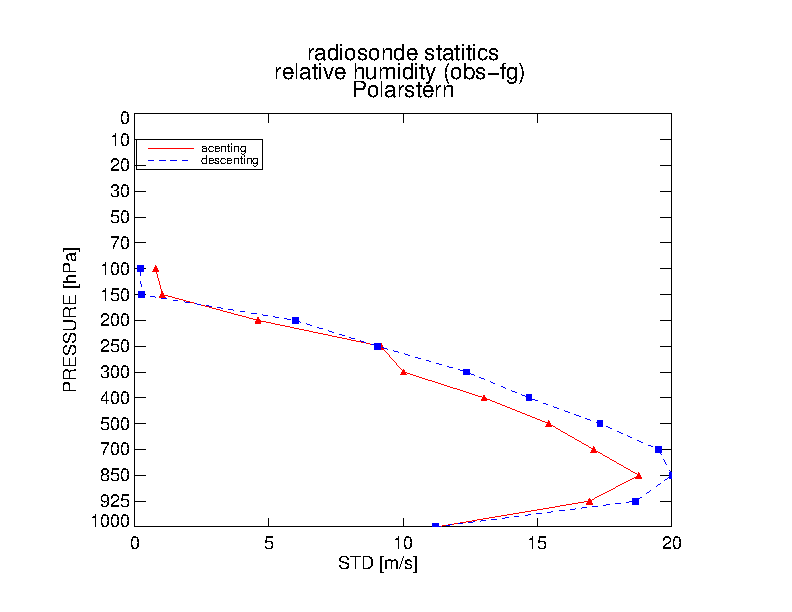 radiosonde statitics
relative humidity (obs-fg)
Polarstern
acenting
descenting
PRESSURE [hPa]
0
10
20
30
50
70
100
150
200
250
300
400
500
700
850
925
1000
0 5 10 15 20
STD [m/s]